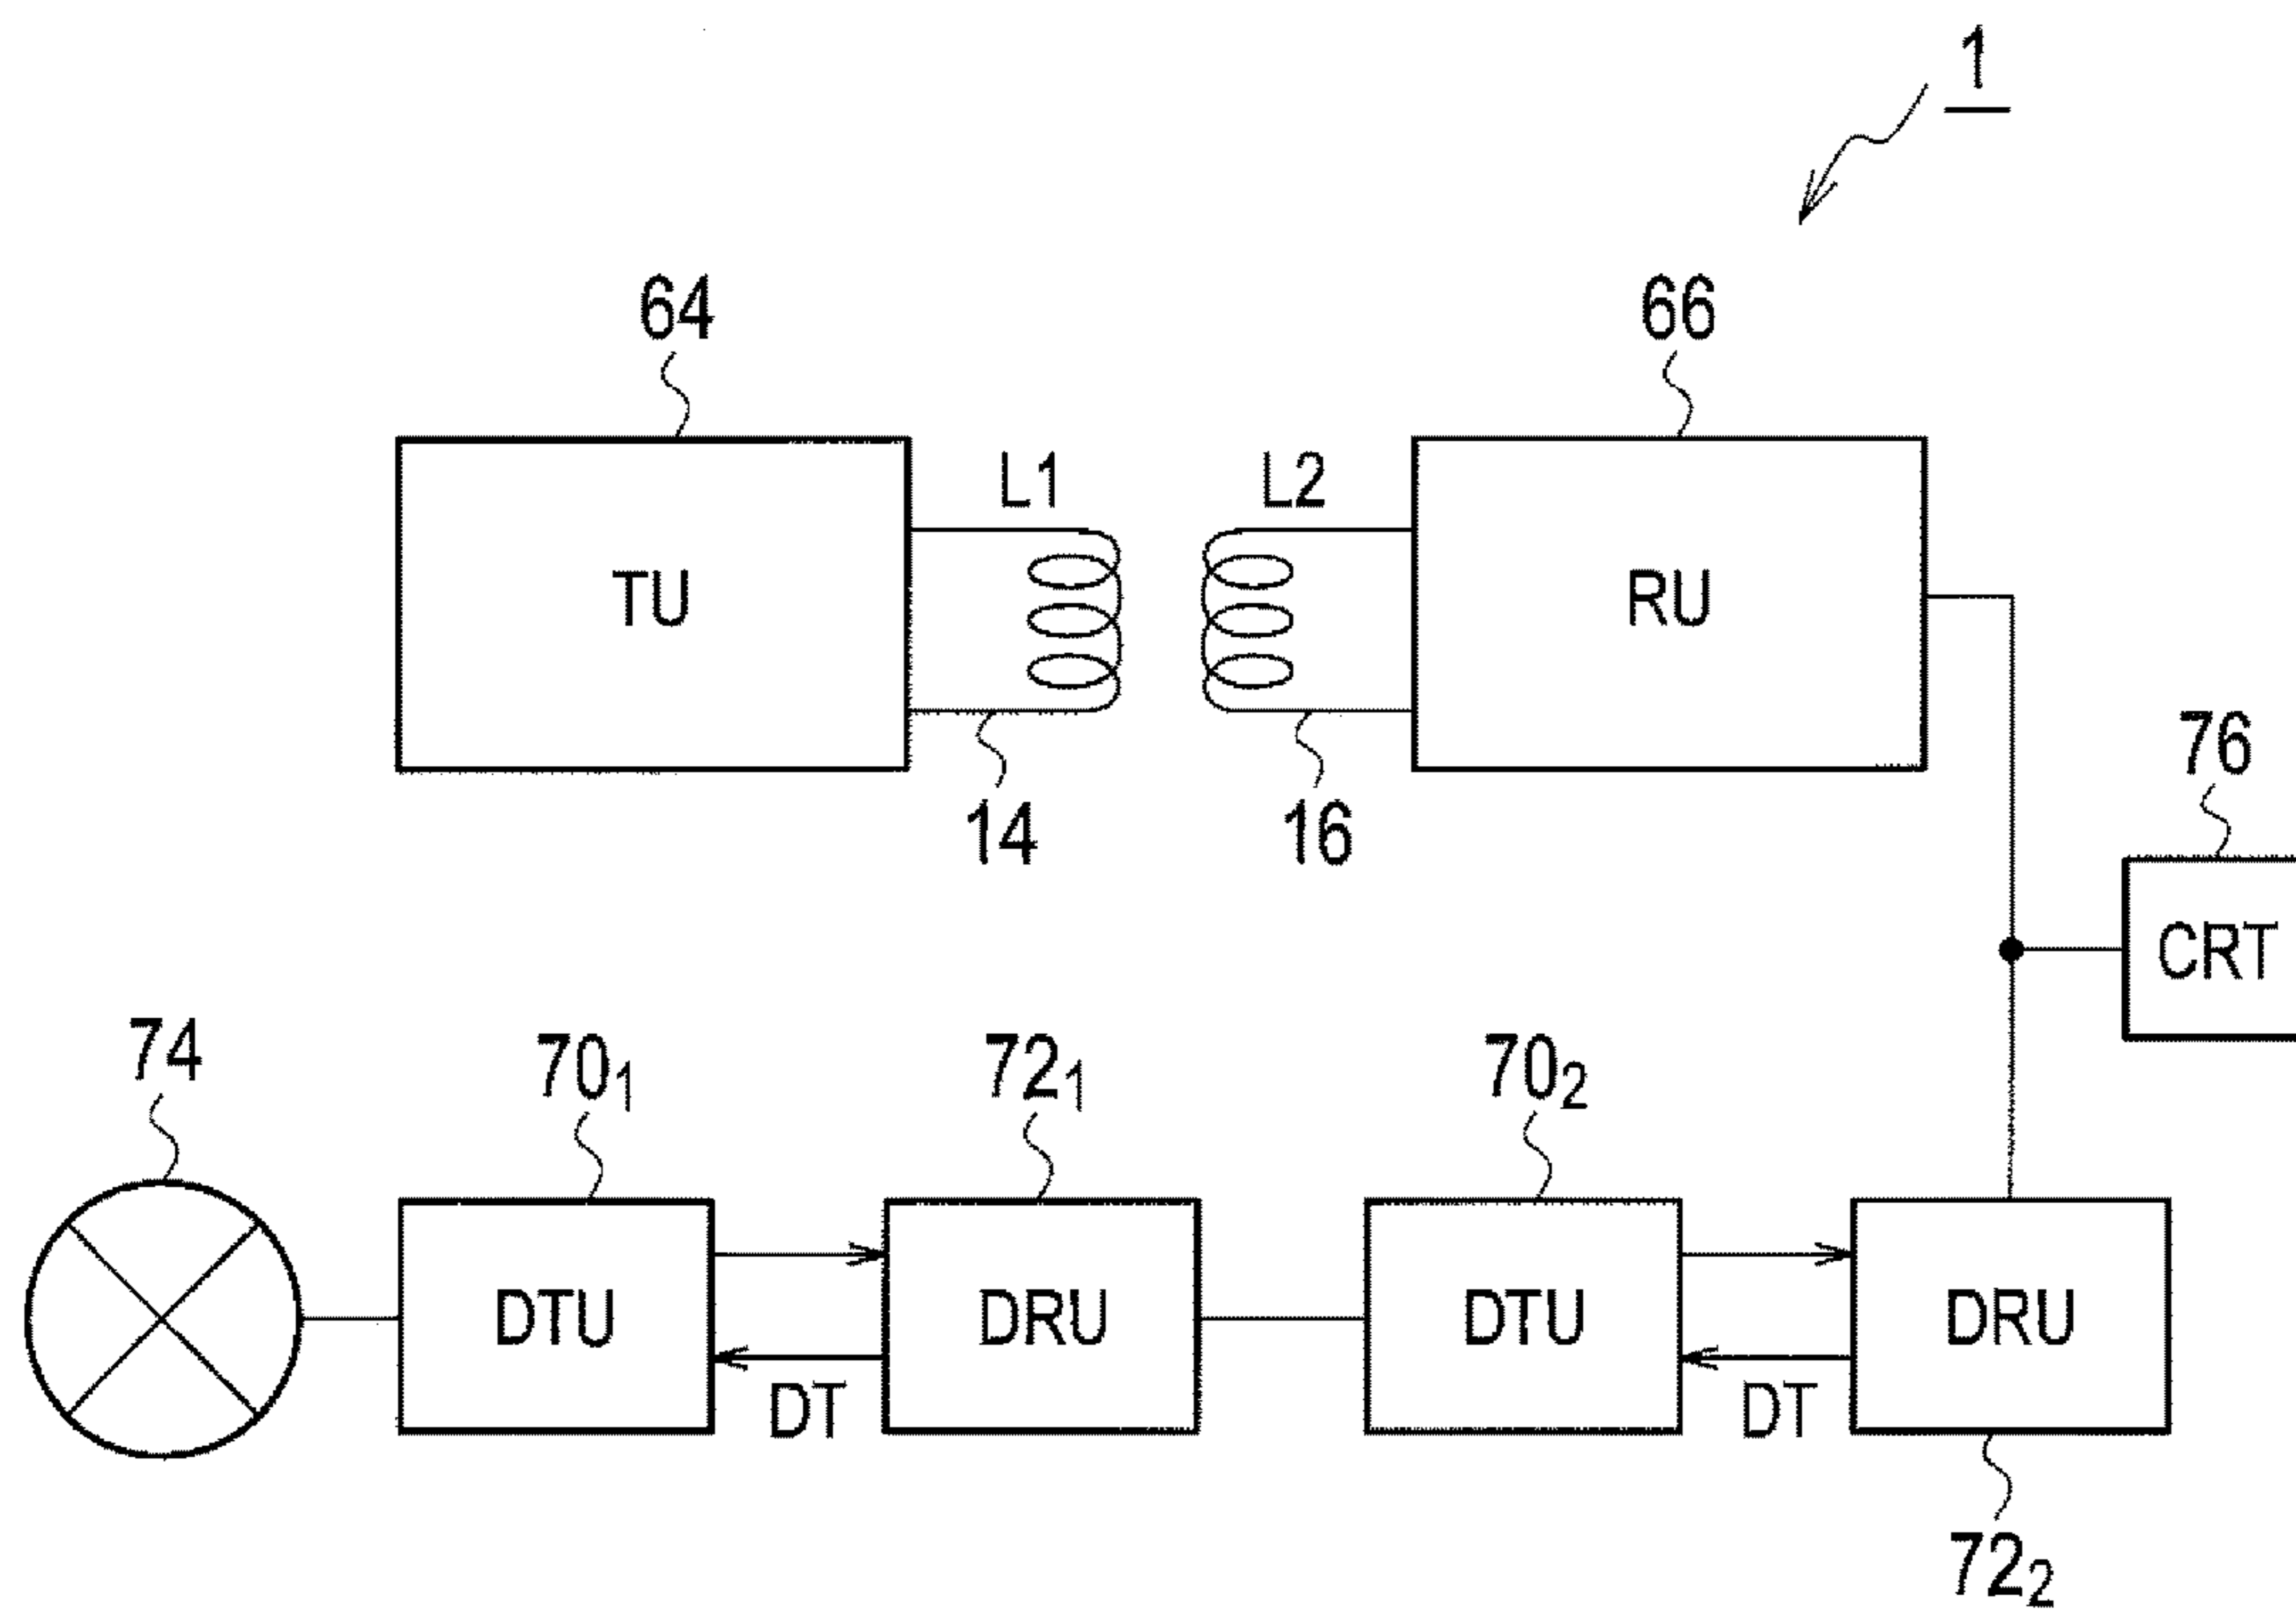 1
64
66
L1
L2
TU
RU
14
16
76
CRT
74
70₁
72₁
70₂
DTU
DRU
DTU
DRU
DT
DT
72₂